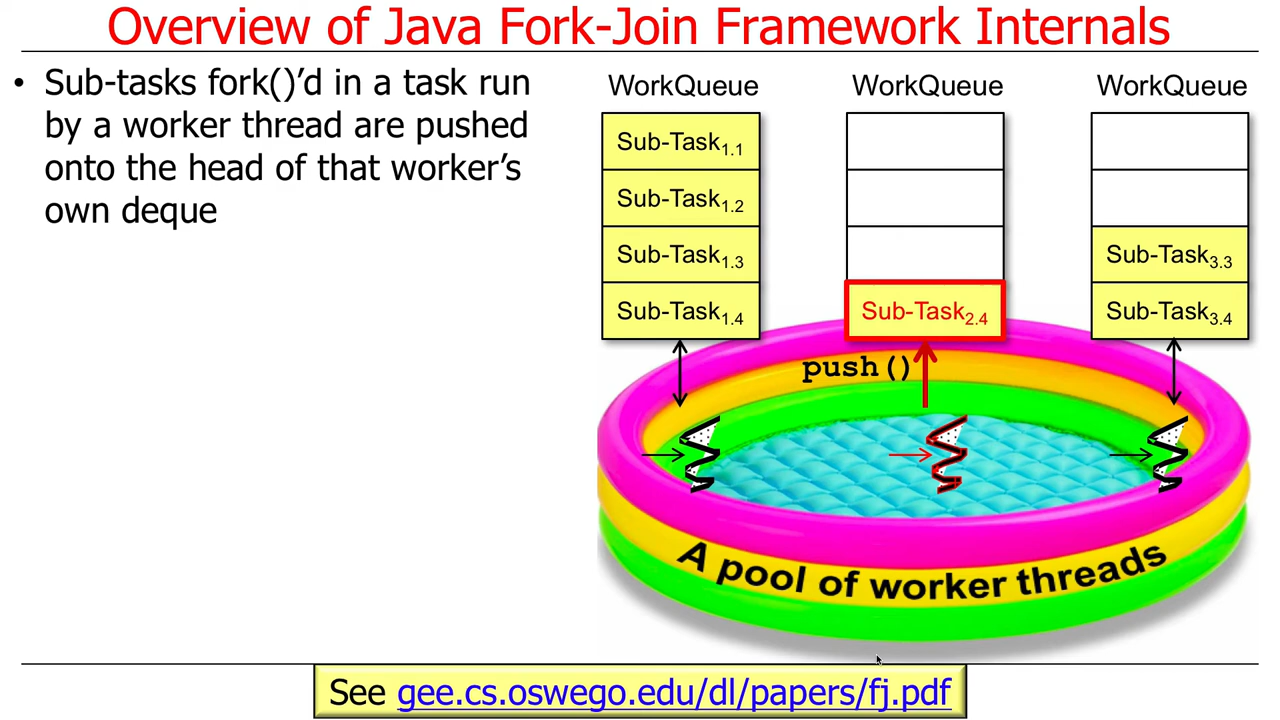 Overview of Java Fork-Join Framework Internals
• Sub-tasks fork()’d in a task run
by a worker thread are pushed
onto the head of that worker’s
own deque
WorkQueue
Sub-Task1.1
Sub-Task1.2
Sub-Task1.3
Sub-Task1.4
WorkQueue
Sub-Task2.4
push()
WorkQueue
Sub-Task3.3
Sub-Task3.4
A pool of worker threads
See gee.cs.oswego.edu/dl/papers/fj.pdf